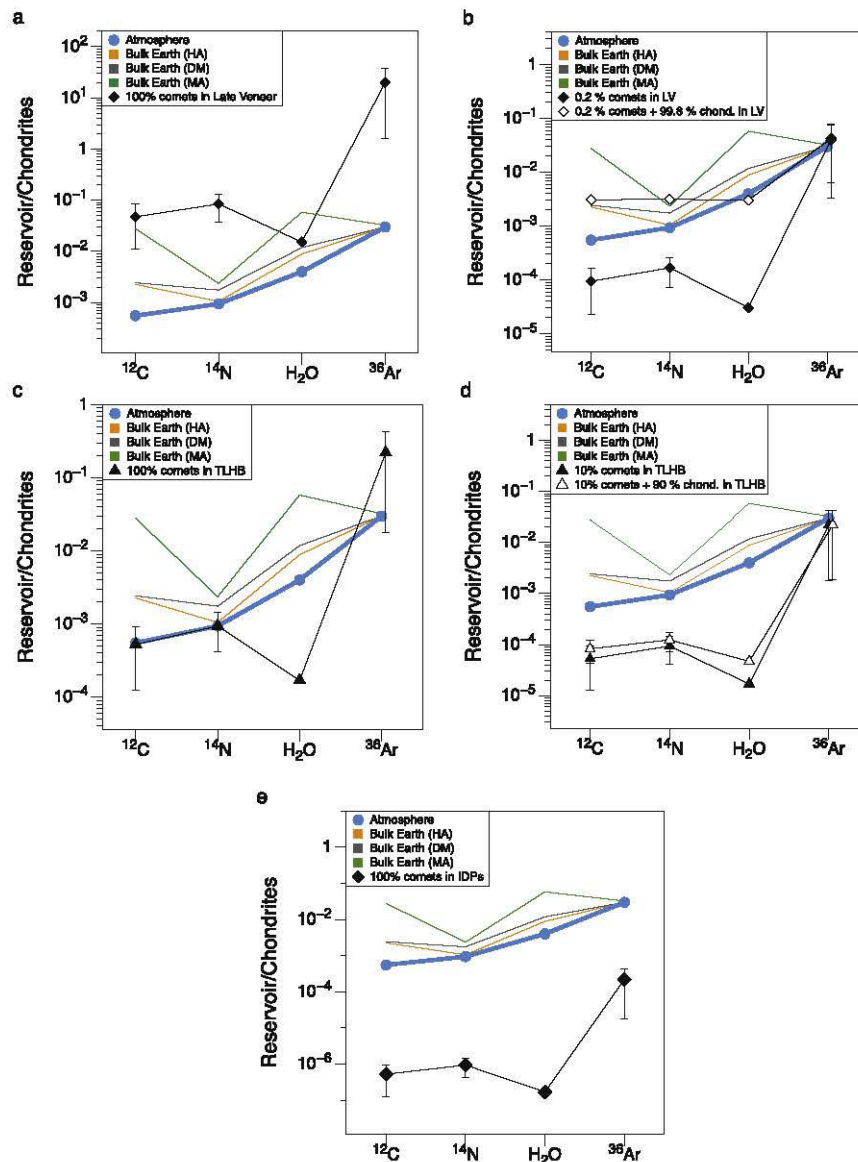 a
Reservoir/Chondrites
10²
10¹
1
10⁻¹
10⁻²
10⁻³
Atmosphere
Bulk Earth (HA)
Bulk Earth (DM)
Bulk Earth (MA)
100% comets in Late Veneer
¹²C ¹⁴N H₂O ³⁶Ar
b
Reservoir/Chondrites
1
10⁻¹
10⁻²
10⁻³
10⁻⁴
10⁻⁵
Atmosphere
Bulk Earth (HA)
Bulk Earth (DM)
Bulk Earth (MA)
0.2 % comets in LV
0.2 % comets + 99.8 % chond. in LV
¹²C ¹⁴N H₂O ³⁶Ar
c
Reservoir/Chondrites
1
10⁻¹
10⁻²
10⁻³
10⁻⁴
Atmosphere
Bulk Earth (HA)
Bulk Earth (DM)
Bulk Earth (MA)
100% comets in TLHB
¹²C ¹⁴N H₂O ³⁶Ar
d
Reservoir/Chondrites
1
10⁻¹
10⁻²
10⁻³
10⁻⁴
10⁻⁵
Atmosphere
Bulk Earth (HA)
Bulk Earth (DM)
Bulk Earth (MA)
10% comets in TLHB
10% comets + 90 % chond. in TLHB
¹²C ¹⁴N H₂O ³⁶Ar
e
Reservoir/Chondrites
1
10⁻²
10⁻⁴
10⁻⁶
Atmosphere
Bulk Earth (HA)
Bulk Earth (DM)
Bulk Earth (MA)
100% comets in IDPs
¹²C ¹⁴N H₂O ³⁶Ar